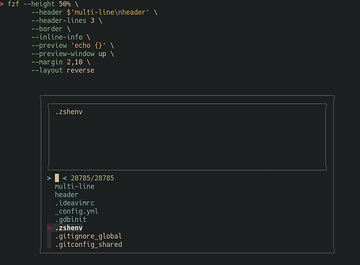 > fzf --height 50% \
--header $'multi-line\nheader' \
--header-lines 3 \
--border \
--inline-info \
--preview 'echo {}' \
--preview-window up \
--margin 2,10 \
--layout reverse
.zshenv
> < 28785/28785
multi-line
header
.ideavimrc
_config.yml
.gdbinit
> .zshenv
.gitignore_global
.gitconfig_shared